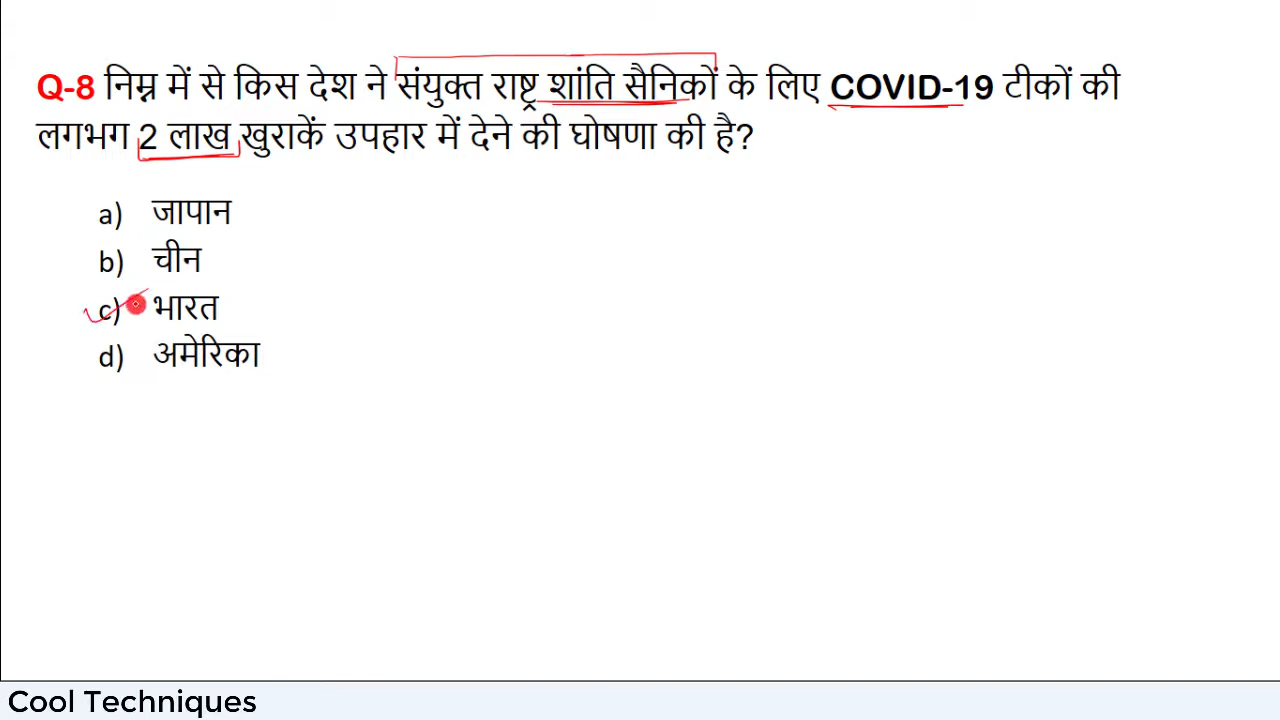 Q-8 निम्न में से किस देश ने संयुक्त राष्ट्र शांति सैनिकों के लिए COVID-19 टीकों की
लगभग 2 लाख खुराकें उपहार में देने की घोषणा की है?
a) जापान
b) चीन
c) भारत
d) अमेरिका
Cool Techniques